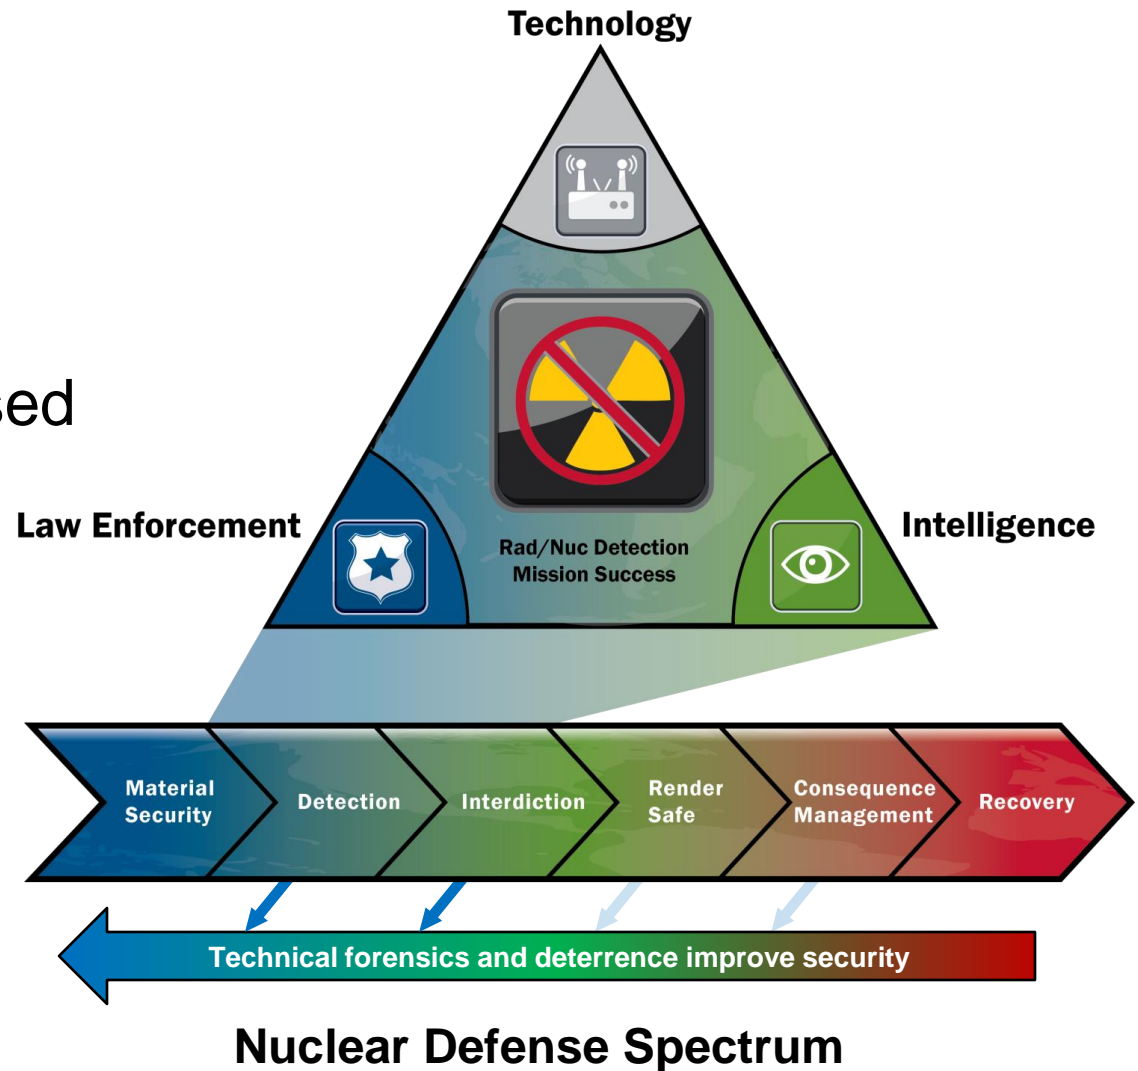 Technology
sed
Law Enforcement
Intelligence
Rad/Nuc Detection
Mission Success
Material
Security
Detection
Interdiction
Render
Safe
Consequence
Management
Recovery
Technical forensics and deterrence improve security
Nuclear Defense Spectrum